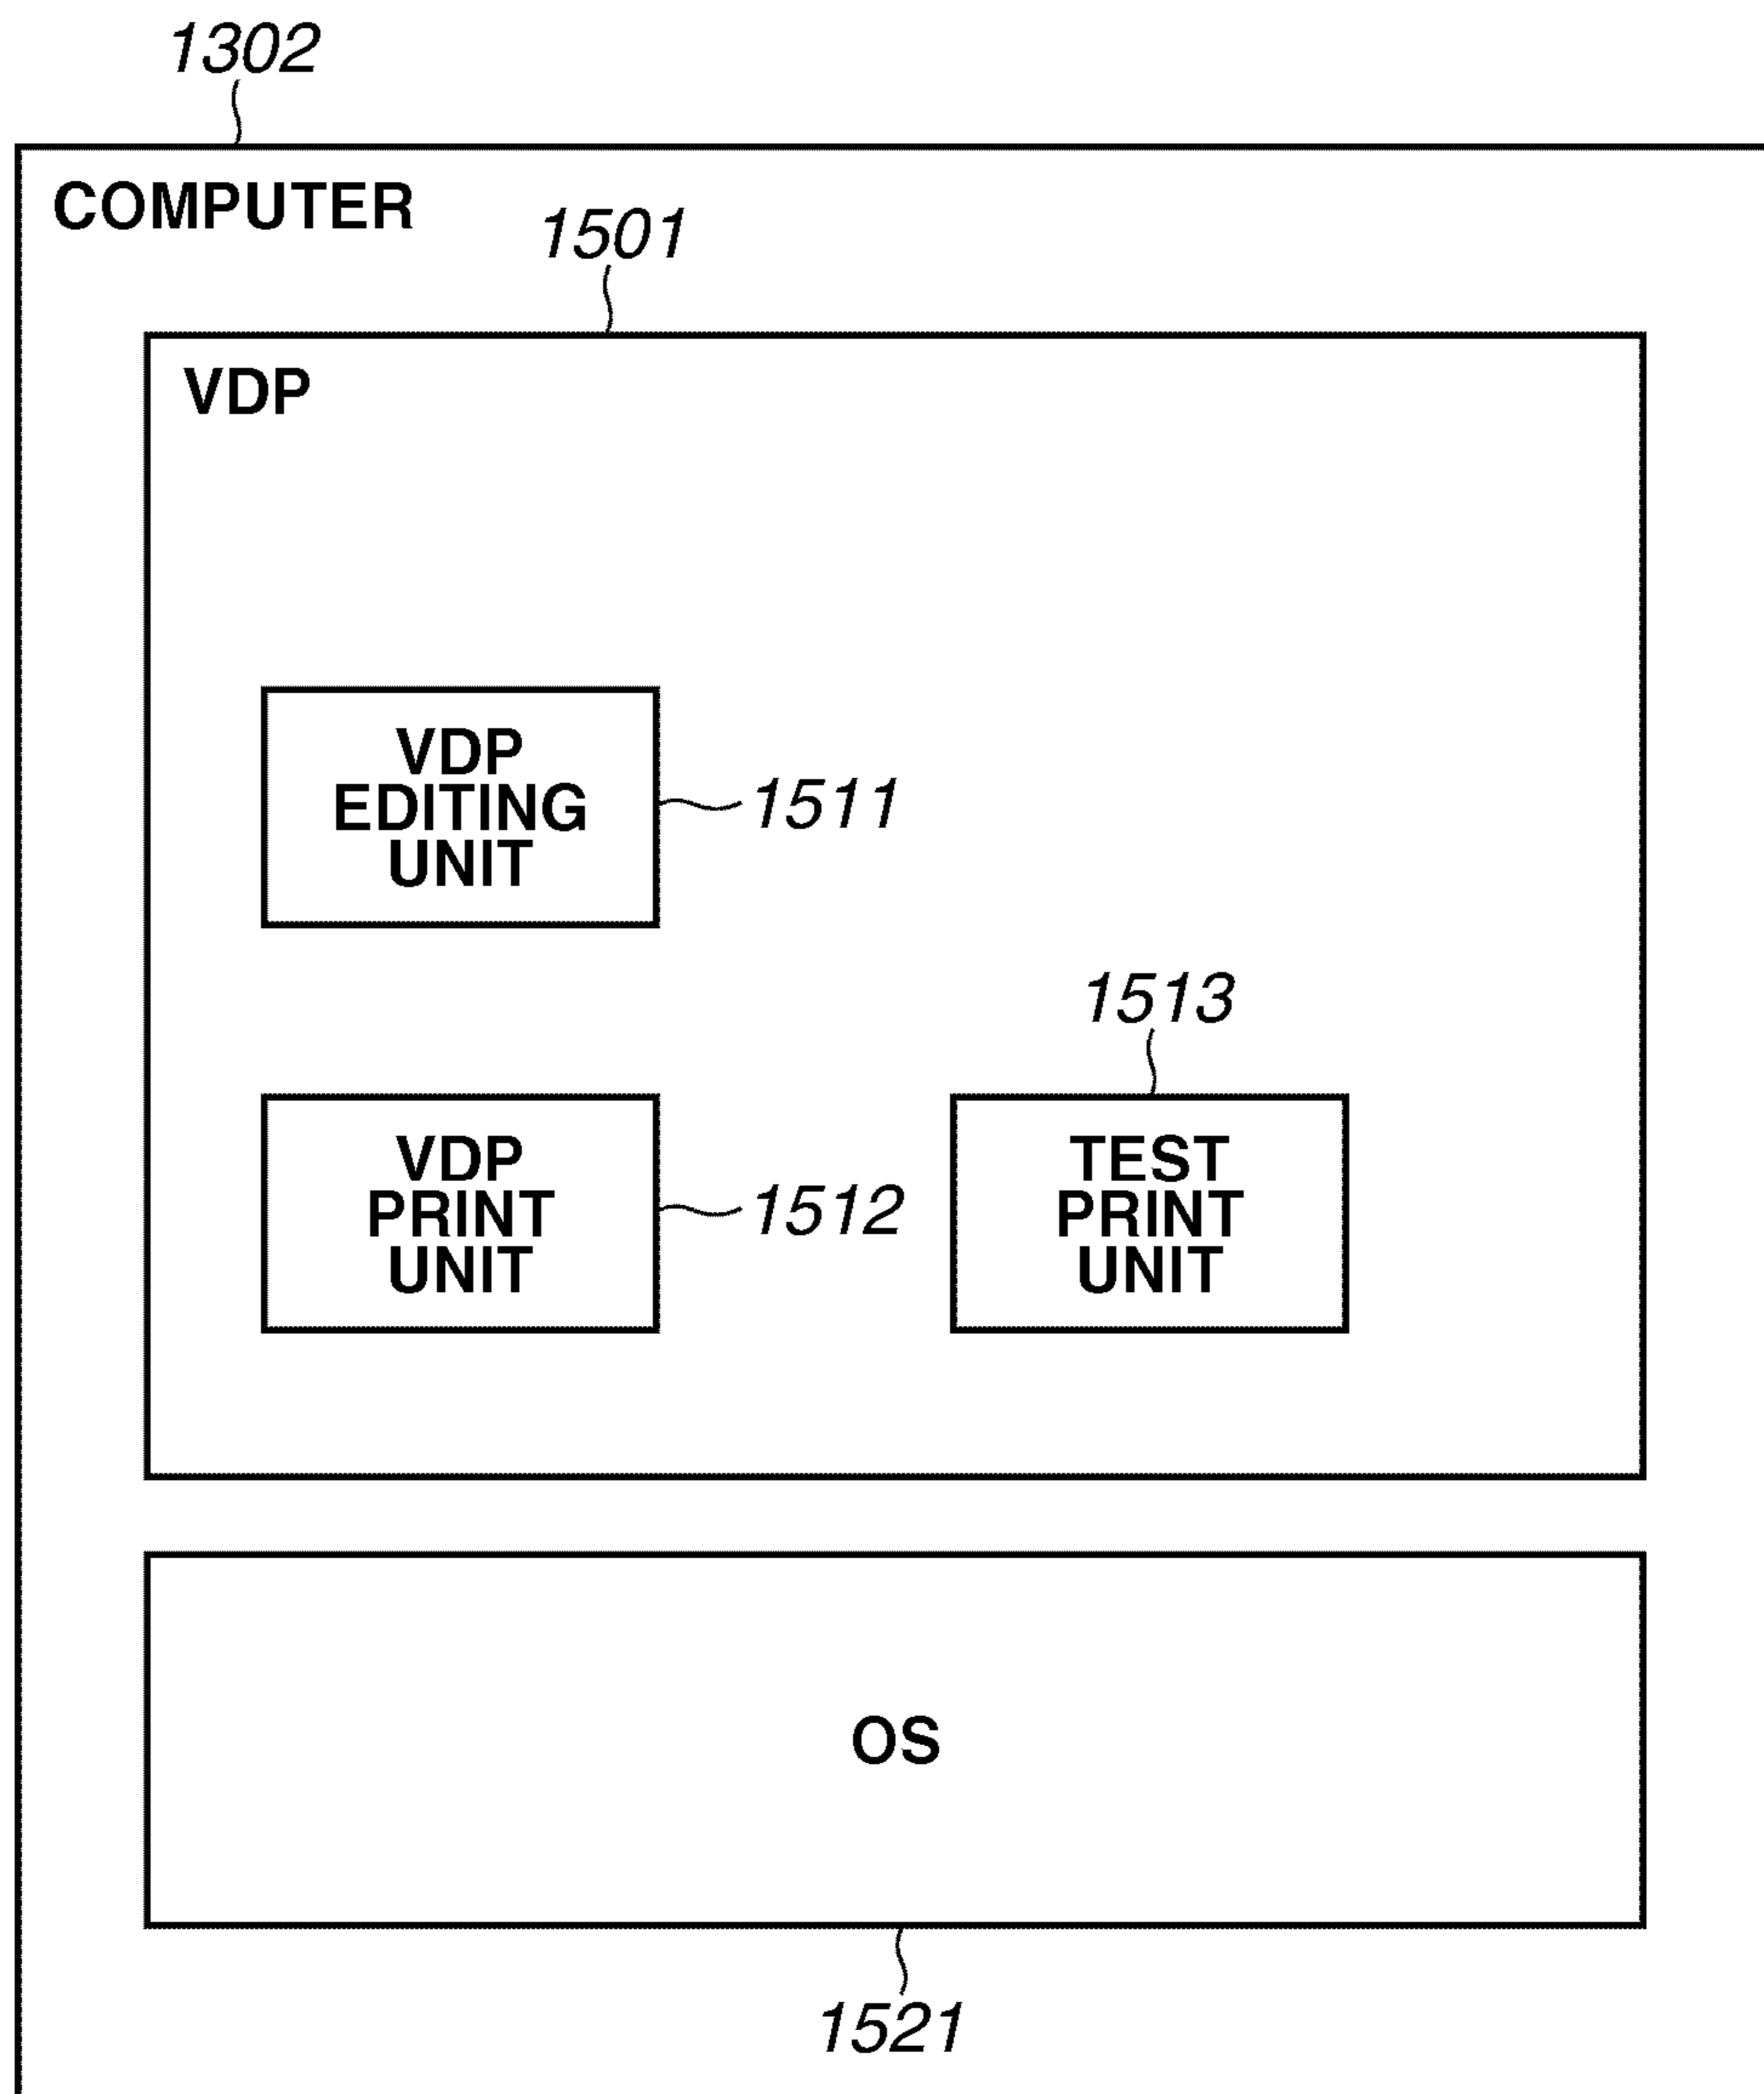 1302
COMPUTER
1501
VDP
VDP
EDITING
UNIT
1511
1513
VDP
PRINT
UNIT
1512
TEST
PRINT
UNIT
OS
1521